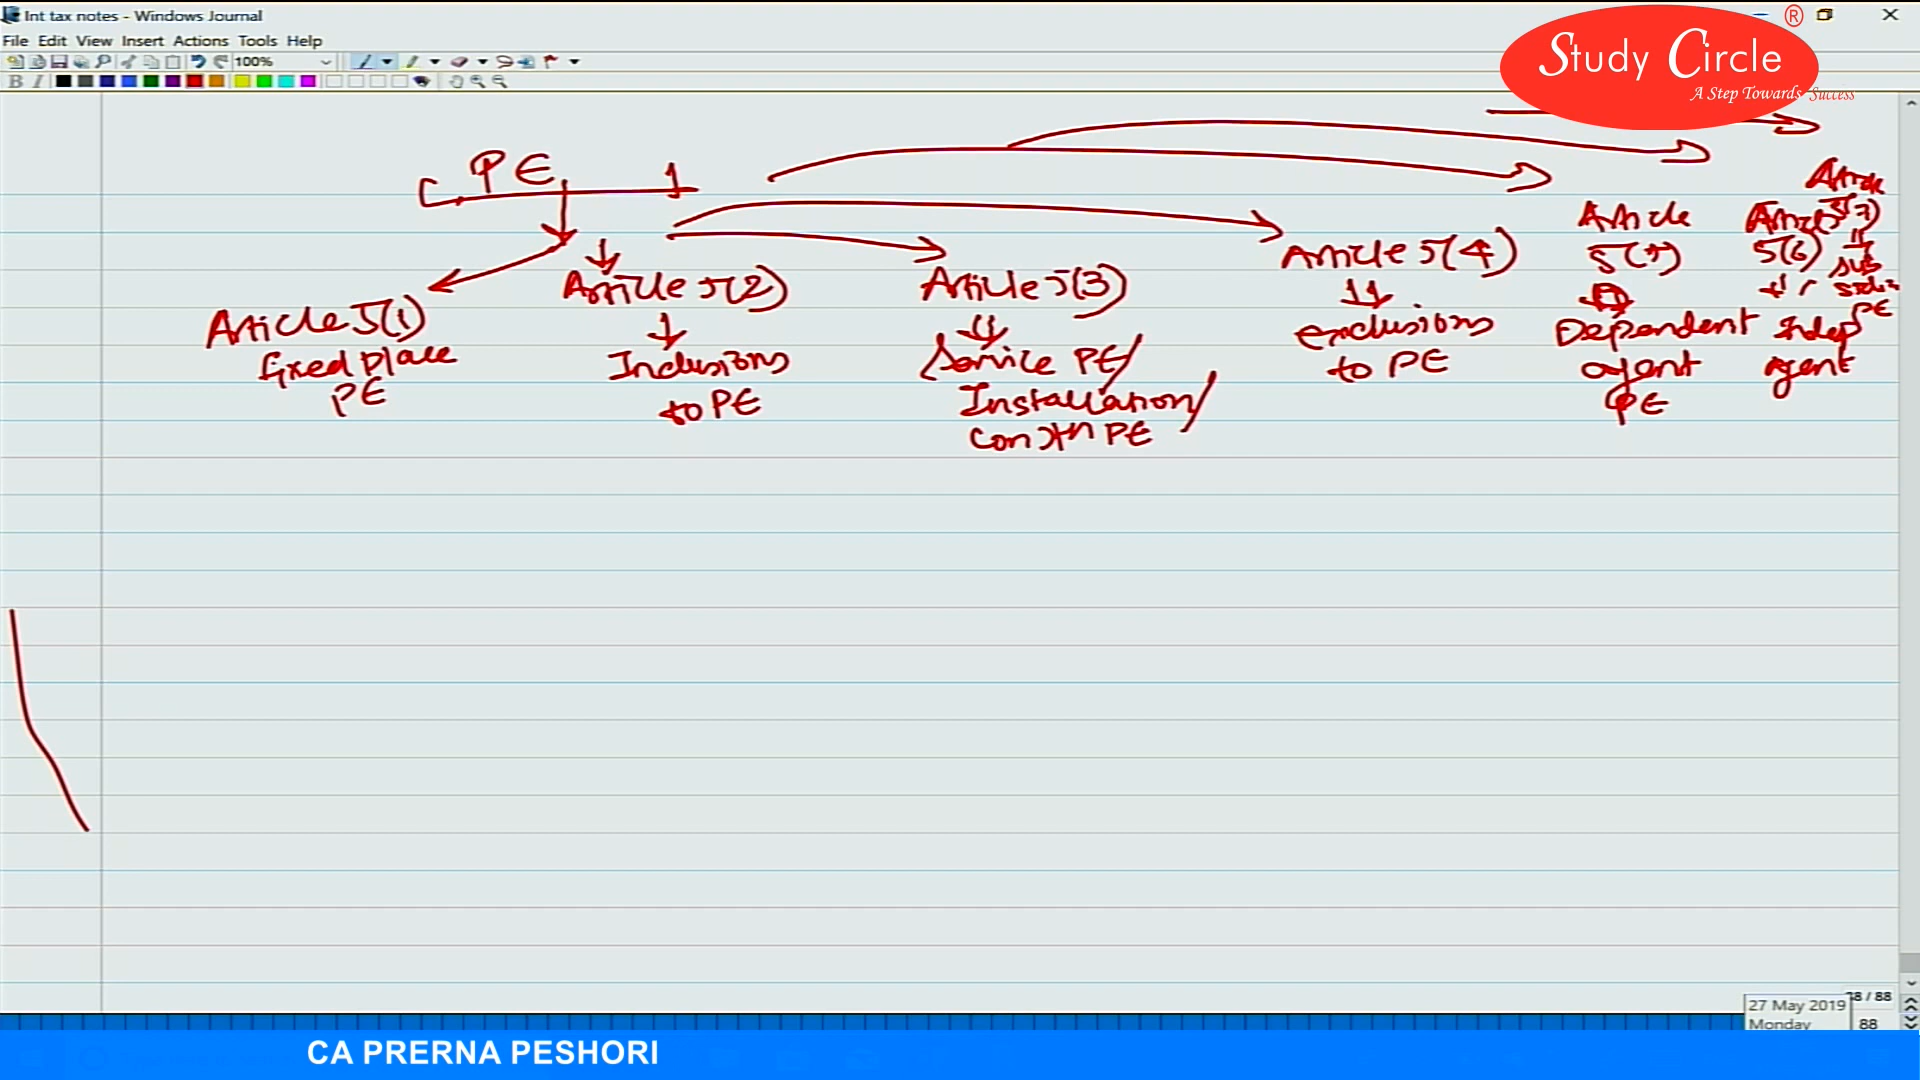 Int tax notes - Windows Journal
File Edit View Insert Actions Tools Help
100%
B I
Study Circle ®
A Step Towards Success
PE
Article 5(1)
fixed place
PE
Article 5(2)
Inclusions
to PE
Article 5(3)
Service PE/
Installation/
Constn PE
Article 5(4)
exclusions
to PE
Article
5(5)
Dependent
agent
PE
Article
5(6)
Indep
agent
Article
5(7)
PE
88 / 88
27 May 2019
Monday
88
CA PRERNA PESHORI